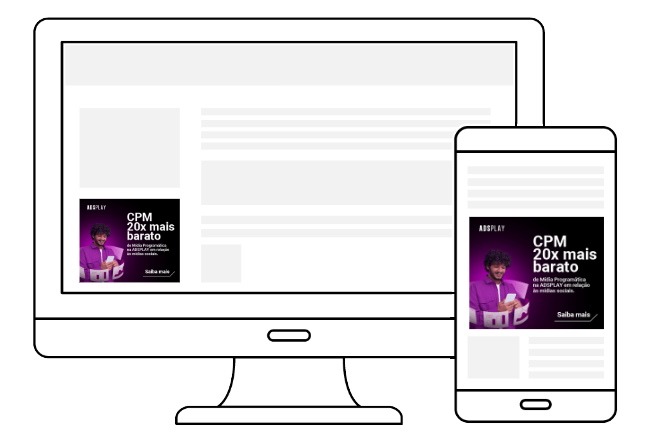 ADSPLAY
CPM
20x mais
barato
de Mídia Programática
na ADSPLAY em relação
às mídias sociais.
Saiba mais
ADSPLAY
CPM
20x mais
barato
de Mídia Programática
na ADSPLAY em relação
às mídias sociais.
Saiba mais